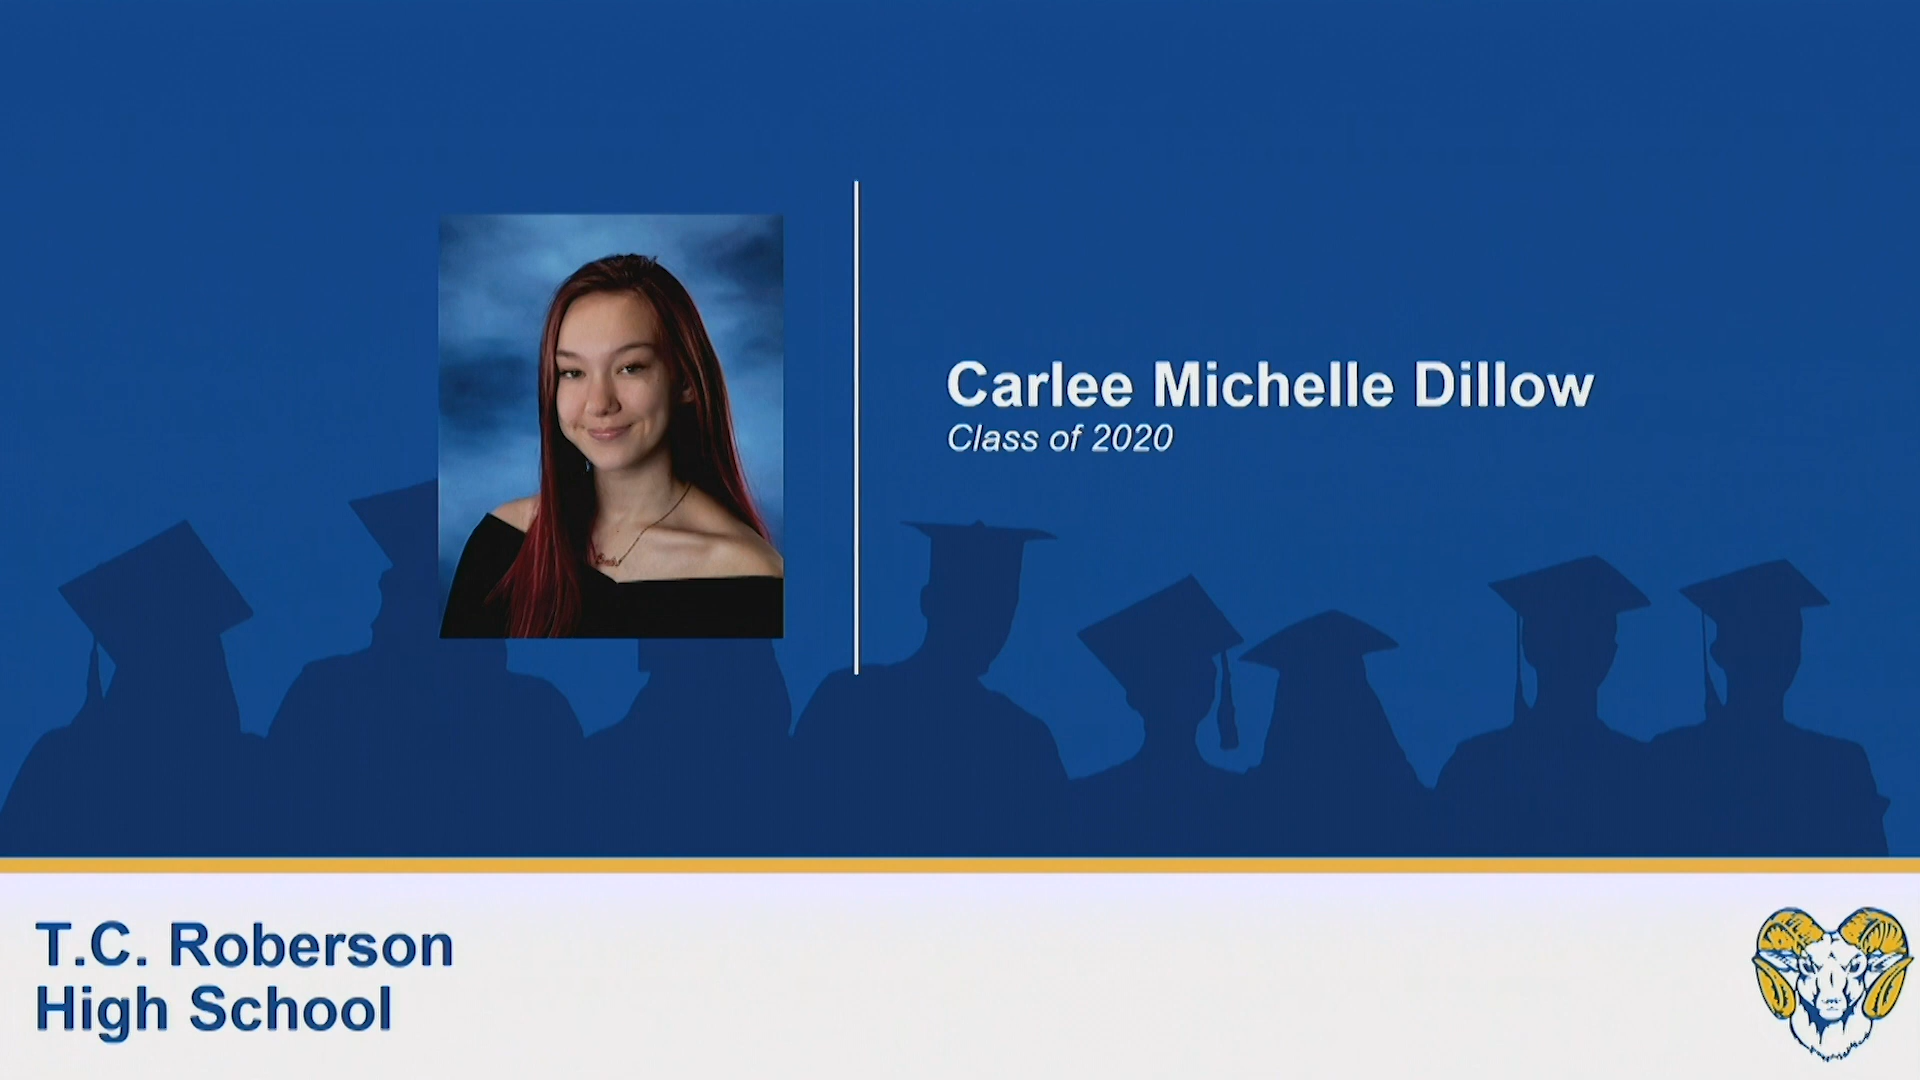 Carlee Michelle Dillow
Class of 2020
T.C. Roberson
High School